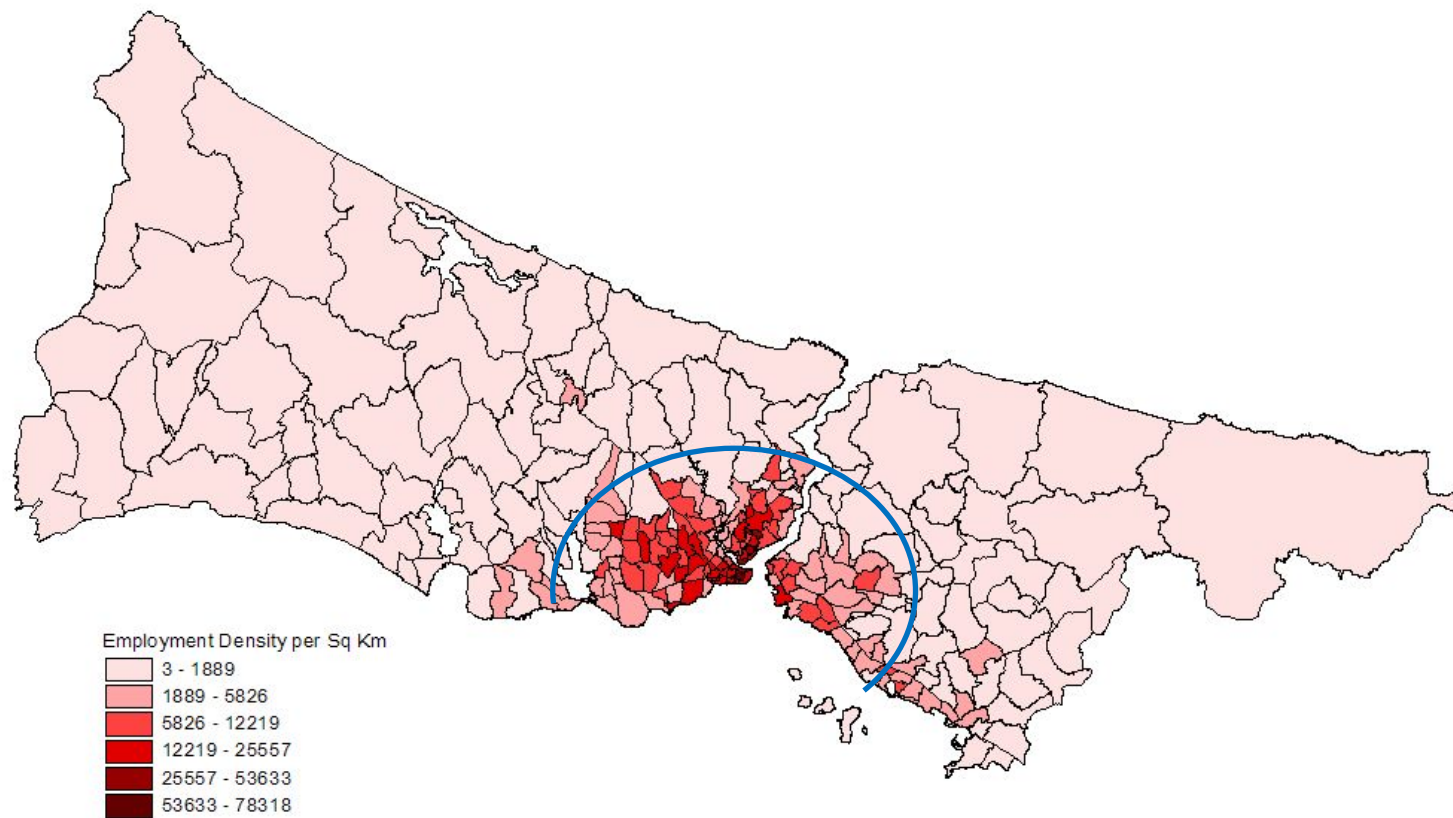 Employment Density per Sq Km
3 - 1889
1889 - 5826
5826 - 12219
12219 - 25557
25557 - 53633
53633 - 78318